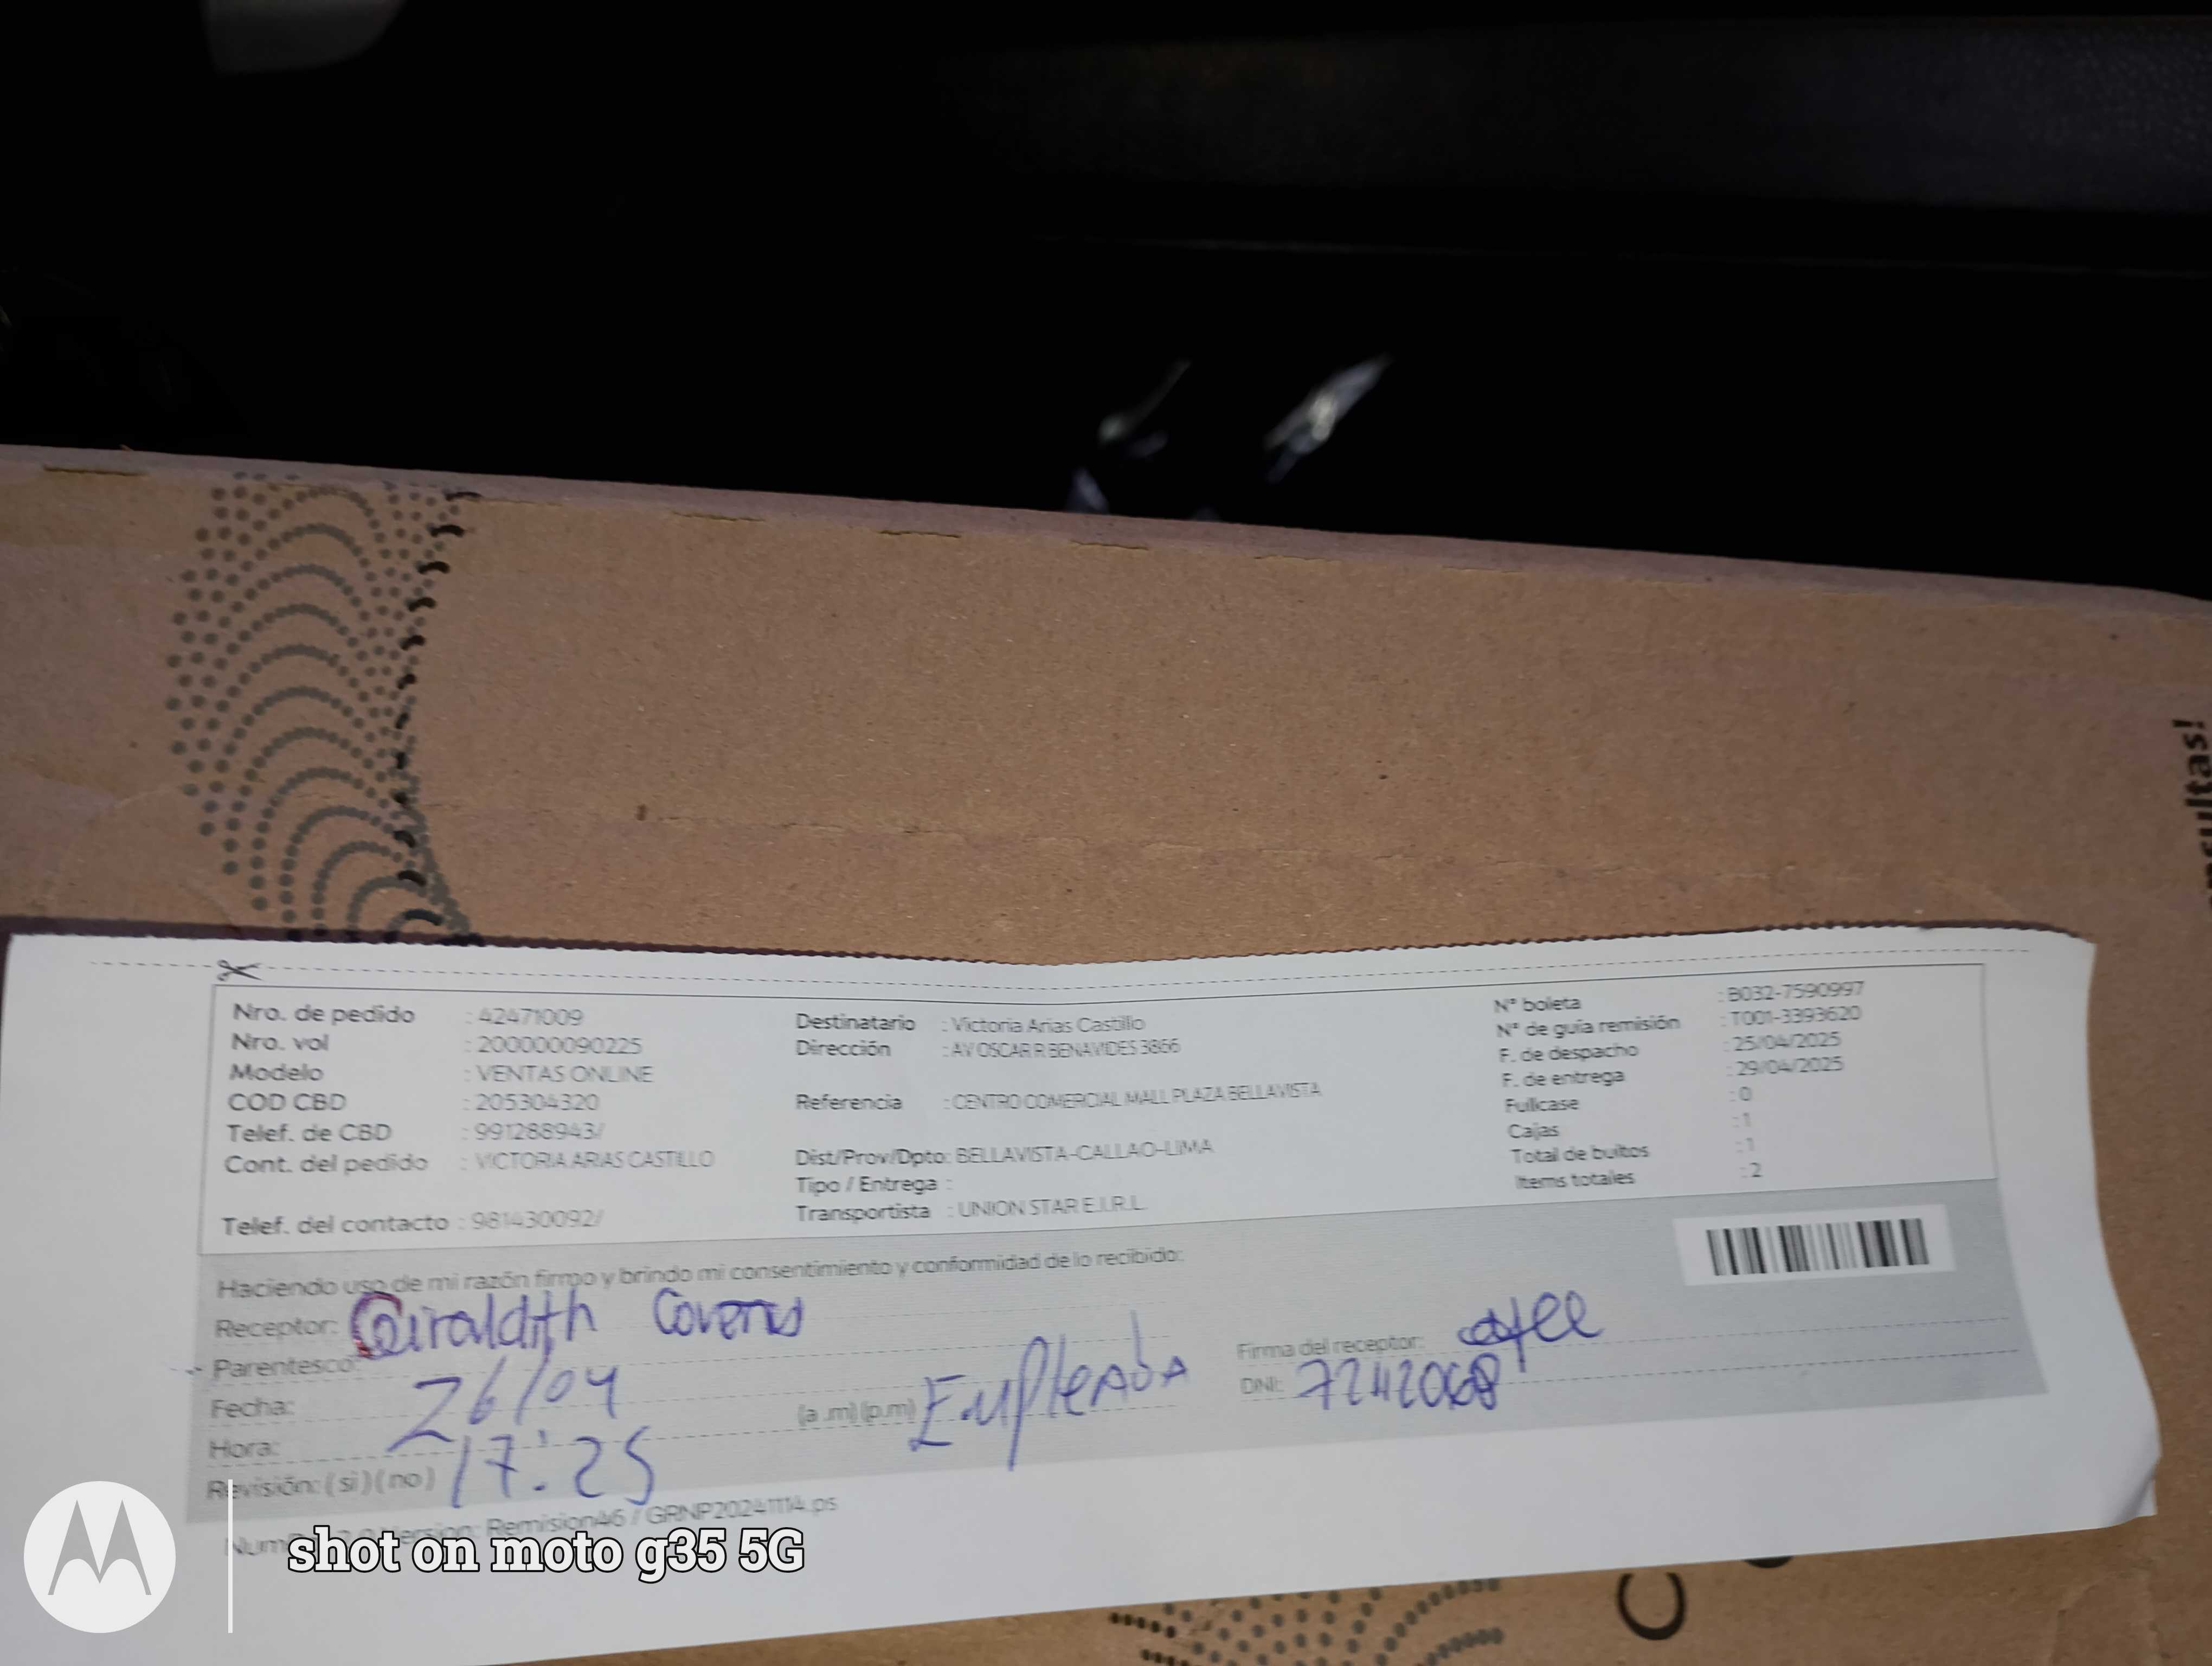 Nro. de pedido : 42471009
Nro. vol : 200000090225
Modelo : VENTAS ONLINE
COD CBD : 205304320
Telef. de CBD : 991288943/
Cont. del pedido : VICTORIA ARIAS CASTILLO
Telef. del contacto : 981430092/
Destinatario : Victoria Arias Castillo
Dirección : AV OSCAR R BENAVIDES 3866
Referencia : CENTRO COMERCIAL MALL PLAZA BELLAVISTA
Dist/Prov/Dpto: BELLAVISTA-CALLAO-LIMA
Tipo / Entrega :
Transportista : UNION STAR E.I.R.L.
N° boleta : B032-7590997
N° de guía remisión : T001-3393620
F. de despacho : 25/04/2025
F. de entrega : 29/04/2025
Fullcase : 0
Cajas : 1
Total de bultos : 1
Items totales : 2
Haciendo uso de mi razón firmo y brindo mi consentimiento y conformidad de lo recibido:
Receptor: Geiraldith
Parentesco:
Fecha: 26/04
Hora: 17:25 (a.m) (p.m) Empleada
Revisión: ( si ) ( no )
Firma del receptor:
DNI: 72412068
Version: Remision46 / GRNP20241114.ps
shot on moto g35 5G